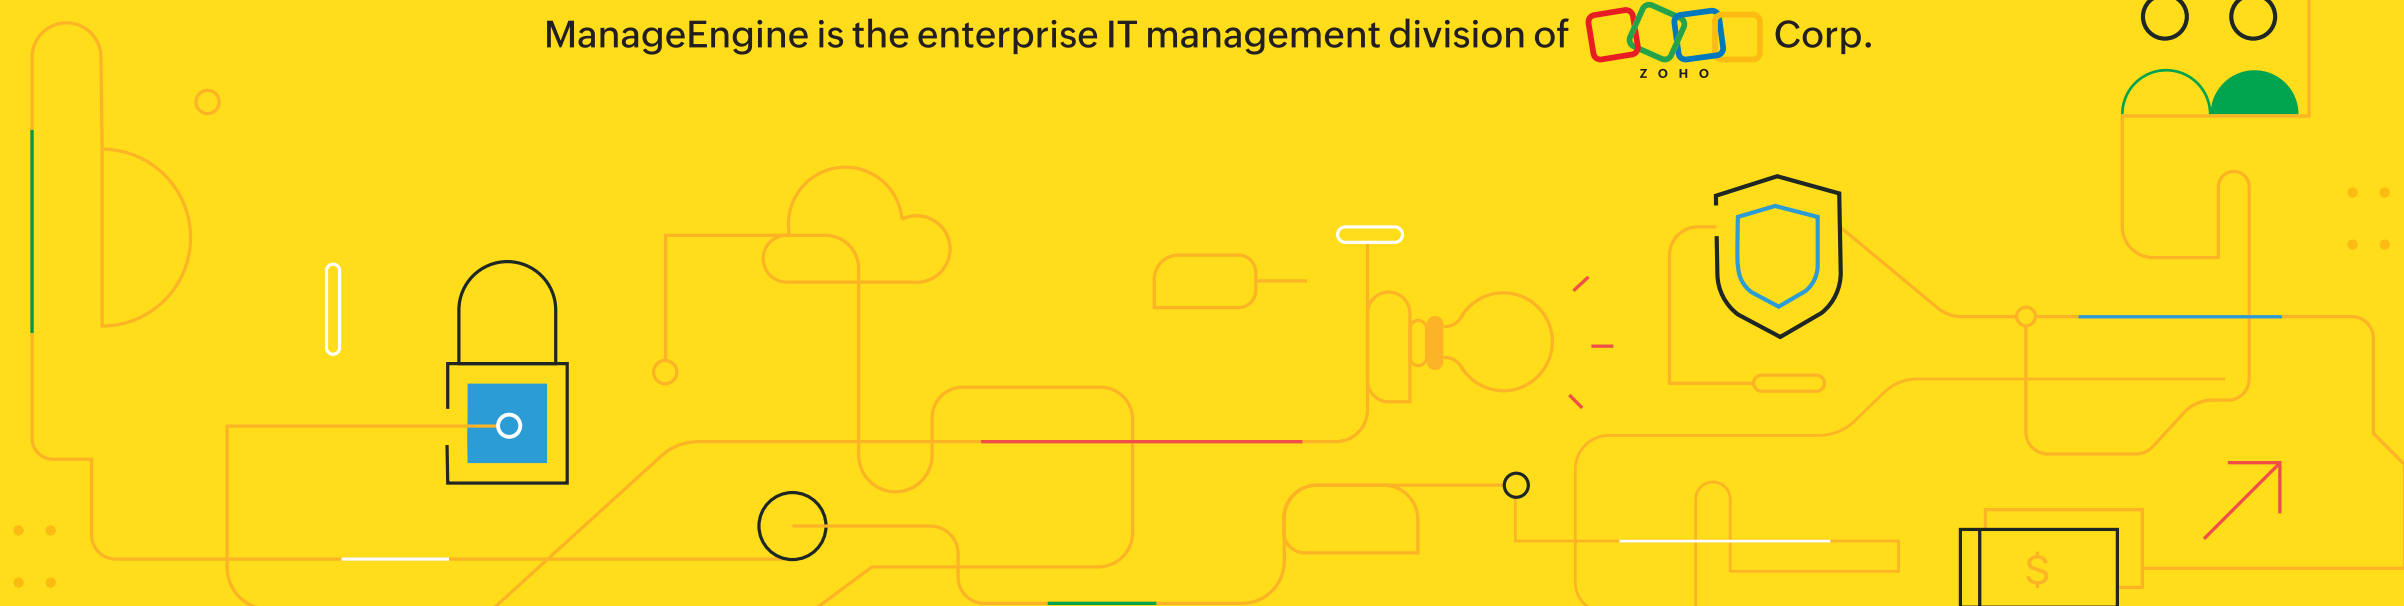 ManageEngine is the enterprise IT management division of ZOHO Corp.
$